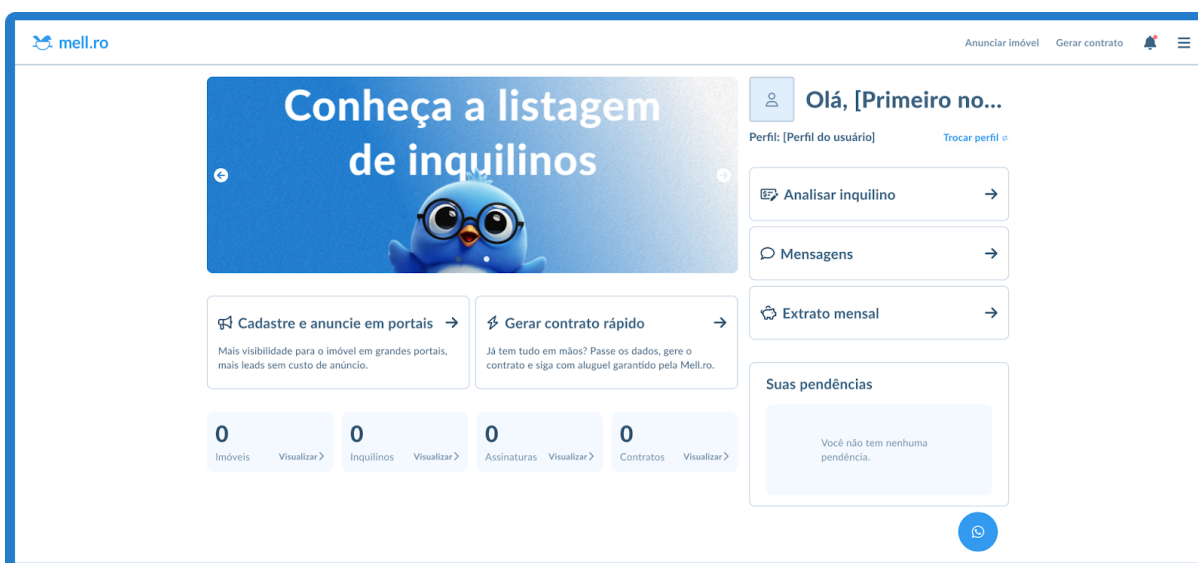 mell.ro
Anunciar imóvel
Gerar contrato
Conheça a listagem
de inquilinos
Olá, [Primeiro no...
Perfil: [Perfil do usuário]
Trocar perfil
Analisar inquilino
Mensagens
Extrato mensal
Cadastre e anuncie em portais
Mais visibilidade para o imóvel em grandes portais,
mais leads sem custo de anúncio.
Gerar contrato rápido
Já tem tudo em mãos? Passe os dados, gere o
contrato e siga com aluguel garantido pela Mell.ro.
0
Imóveis
Visualizar
0
Inquilinos
Visualizar
0
Assinaturas
Visualizar
0
Contratos
Visualizar
Suas pendências
Você não tem nenhuma
pendência.